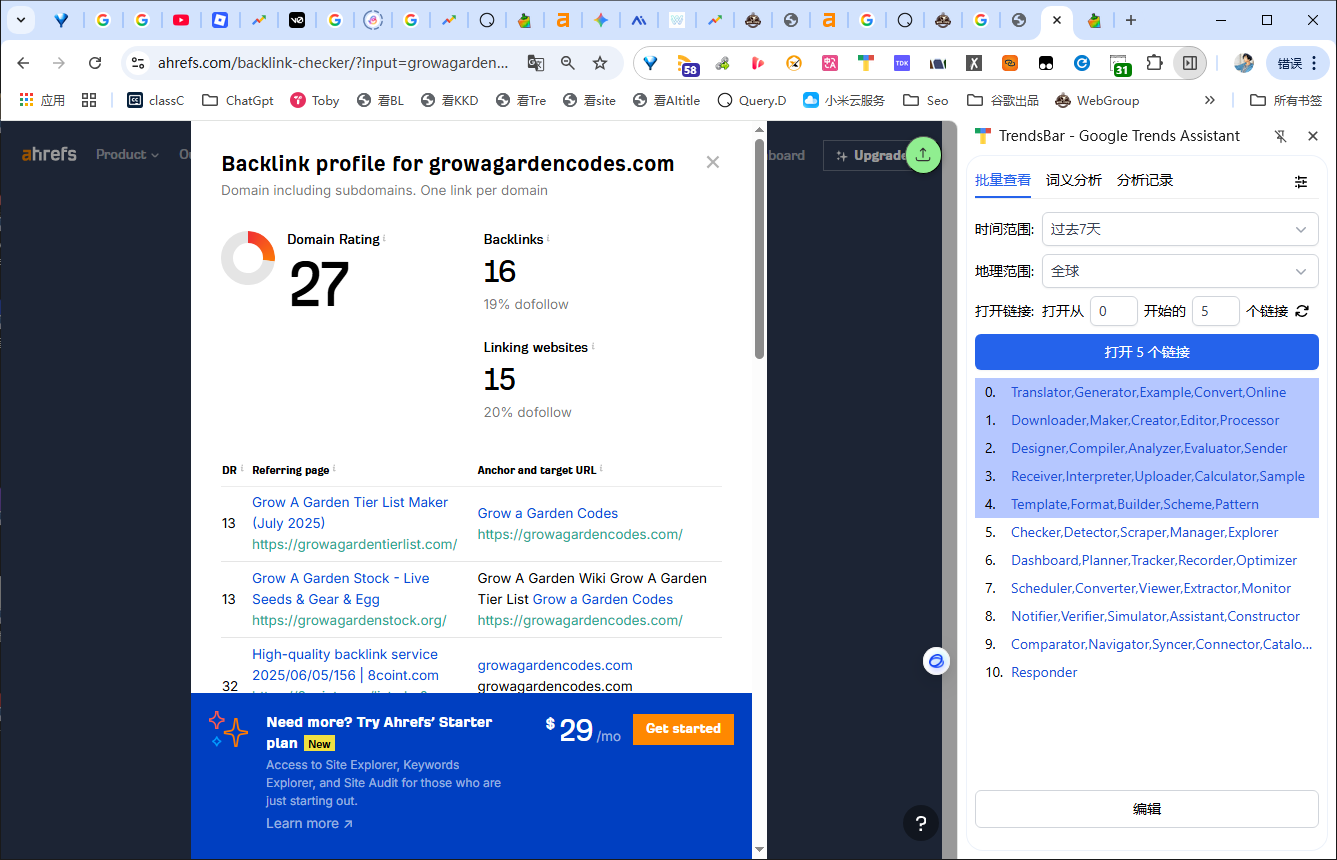 ahrefs.com/backlink-checker/?input=growagarden...
58
TDK
31
错误
应用
classC
ChatGpt
Toby
看BL
看KKD
看Tre
看site
看AItitle
Query.D
小米云服务
Seo
谷歌出品
WebGroup
所有书签
ahrefs
Product
board
Upgrade
Backlink profile for growagardencodes.com
Domain including subdomains. One link per domain
Domain Rating
27
Backlinks
16
19% dofollow
Linking websites
15
20% dofollow
DR Referring page Anchor and target URL
13
Grow A Garden Tier List Maker
(July 2025)
https://growagardentierlist.com/
Grow a Garden Codes
https://growagardencodes.com/
13
Grow A Garden Stock - Live
Seeds & Gear & Egg
https://growagardenstock.org/
Grow A Garden Wiki Grow A Garden
Tier List Grow a Garden Codes
https://growagardencodes.com/
32
High-quality backlink service
2025/06/05/156 | 8coint.com
growagardencodes.com
growagardencodes.com
Need more? Try Ahrefs’ Starter
plan New
Access to Site Explorer, Keywords
Explorer, and Site Audit for those who are
just starting out.
Learn more ↗
$ 29 /mo
Get started
?
TrendsBar - Google Trends Assistant
批量查看 词义分析 分析记录
时间范围: 过去7天
地理范围: 全球
打开链接: 打开从 0 开始的 5 个链接
打开 5 个链接
0. Translator,Generator,Example,Convert,Online
1. Downloader,Maker,Creator,Editor,Processor
2. Designer,Compiler,Analyzer,Evaluator,Sender
3. Receiver,Interpreter,Uploader,Calculator,Sample
4. Template,Format,Builder,Scheme,Pattern
5. Checker,Detector,Scraper,Manager,Explorer
6. Dashboard,Planner,Tracker,Recorder,Optimizer
7. Scheduler,Converter,Viewer,Extractor,Monitor
8. Notifier,Verifier,Simulator,Assistant,Constructor
9. Comparator,Navigator,Syncer,Connector,Catalo...
10. Responder
编辑